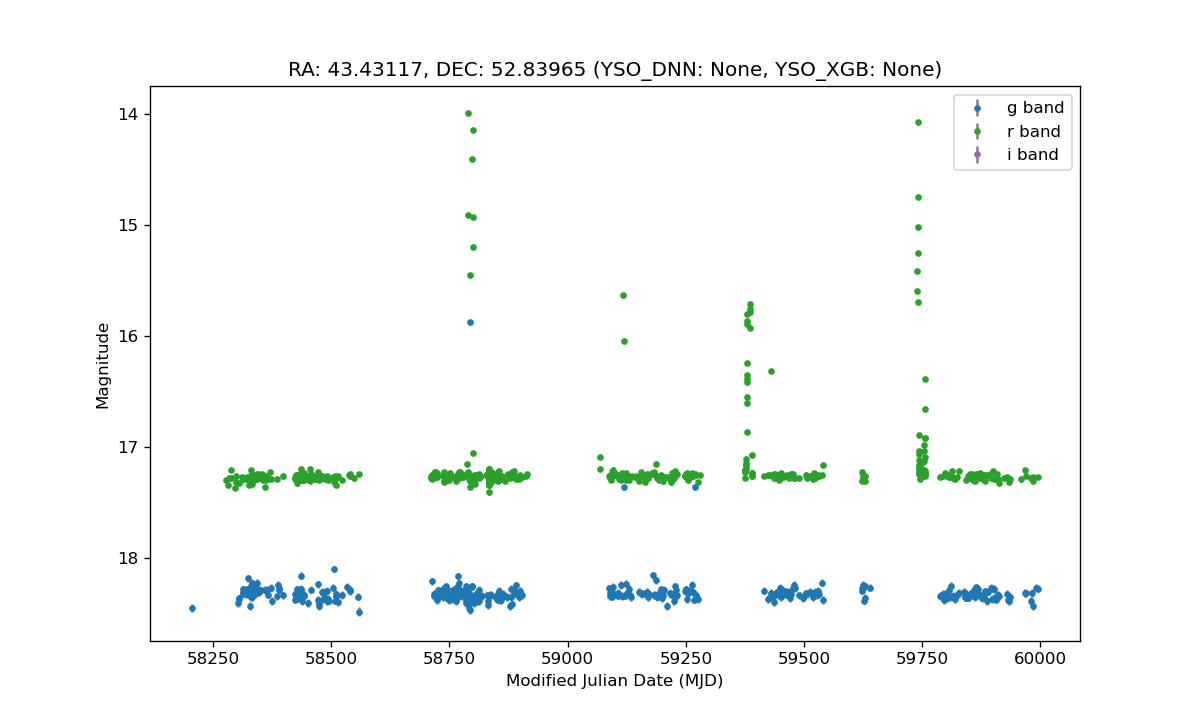 RA: 43.43117, DEC: 52.83965 (YSO_DNN: None, YSO_XGB: None)
g band
r band
i band
14
15
16
17
18
Magnitude
58250 58500 58750 59000 59250 59500 59750 60000
Modified Julian Date (MJD)